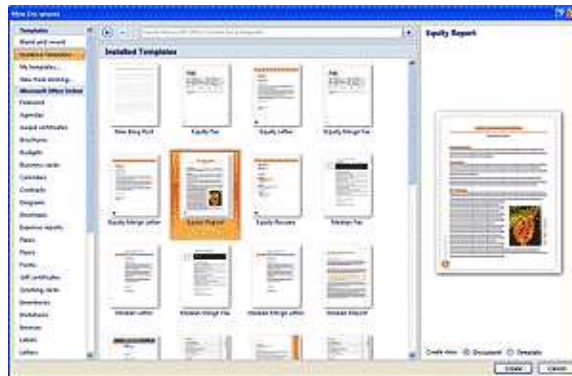 New Document
Templates
Blank and recent
Installed Templates
My templates...
New from existing...
Microsoft Office Online
Featured
Agendas
Award certificates
Brochures
Budgets
Business cards
Calendars
Contracts
Diagrams
Envelopes
Expense reports
Faxes
Flyers
Forms
Gift certificates
Greeting cards
Inventories
Invitations
Invoices
Labels
Letters
Installed Templates
New Blog Post
Equity Fax
Equity Letter
Equity Merge Fax
Equity Merge Letter
Equity Report
Equity Resume
Median Fax
Median Letter
Median Merge Fax
Median Merge Letter
Median Report
Equity Report
Create new:
Document
Template
Create
Cancel